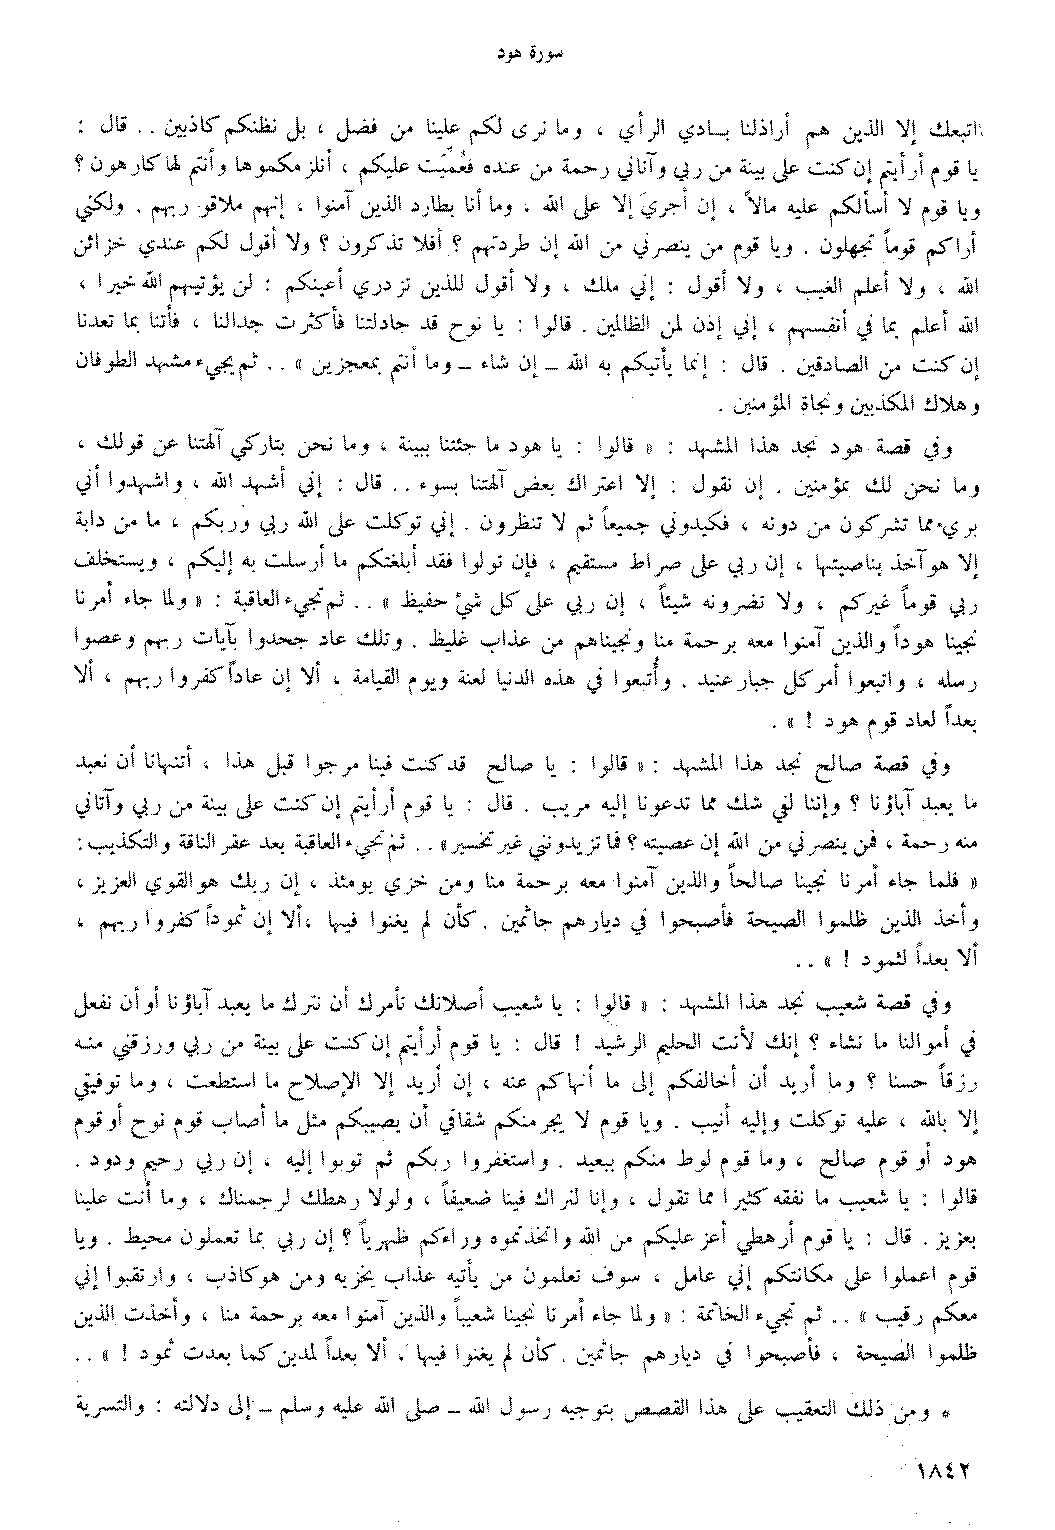 سورة هود
اتبعك إلا الذين هم أراذلنا بادي الرأي ، وما نرى لكم علينا من فضل ، بل نظنكم كاذبين .. قال :
يا قوم أرأيتم إن كنت على بينة من ربي وآتاني رحمة من عنده فعُمّيت عليكم ، أنلزمكموها وأنتم لها كارهون ؟
ويا قوم لا أسألكم عليه مالاً ، إن أجريَ إلا على الله . وما أنا بطارد الذين آمنوا ، إنهم ملاقو ربهم . ولكني
أراكم قوماً تجهلون . ويا قوم من ينصرني من الله إن طردتهم ؟ أفلا تذكرون ؟ ولا أقول لكم عندي خزائن
الله ، ولا أعلم الغيب ، ولا أقول : إني ملك ، ولا أقول للذين تزدري أعينكم : لن يؤتيهم الله خيرا ،
الله أعلم بما في أنفسهم ، إني إذن لمن الظالمين . قالوا : يا نوح قد جادلتنا فأكثرت جدالنا ، فأتنا بما تعدنا
إن كنت من الصادقين . قال : إنما يأتيكم به الله – إن شاء – وما أنتم بمعجزين » .. ثم يجيء مشهد الطوفان
وهلاك المكذبين ونجاة المؤمنين .
وفي قصة هود نجد هذا المشهد : « قالوا : يا هود ما جئتنا ببينة ، وما نحن بتاركي آلهتنا عن قولك ،
وما نحن لك بمؤمنين . إن نقول : إلا اعتراك بعض آلهتنا بسوء .. قال : إني أشهد الله ، واشهدوا أني
بريء مما تشركون من دونه ، فكيدوني جميعاً ثم لا تنظرون . إني توكلت على الله ربي وربكم ، ما من دابة
إلا هو آخذ بناصيتها ، إن ربي على صراط مستقيم ، فإن تولوا فقد أبلغتكم ما أرسلت به إليكم ، ويستخلف
ربي قوماً غيركم ، ولا تضرونه شيئاً ، إن ربي على كل شيء حفيظ » .. ثم تجيء العاقبة : « ولما جاء أمرنا
نجينا هوداً والذين آمنوا معه برحمة منا ونجيناهم من عذاب غليظ . وتلك عاد جحدوا بآيات ربهم وعصوا
رسله ، واتبعوا أمر كل جبار عنيد . وأُتبعوا في هذه الدنيا لعنة ويوم القيامة ، ألا إن عاداً كفروا ربهم ، ألا
بعداً لعاد قوم هود ! » .
وفي قصة صالح نجد هذا المشهد : « قالوا : يا صالح قد كنت فينا مرجوا قبل هذا ، أتنهانا أن نعبد
ما يعبد آباؤنا ؟ وإننا لفي شك مما تدعونا إليه مريب . قال : يا قوم أرأيتم إن كنت على بينة من ربي وآتاني
منه رحمة ، فمن ينصرني من الله إن عصيته ؟ فما تزيدونني غير تخسير » .. ثم تجيء العاقبة بعد عقر الناقة والتكذيب :
« فلما جاء أمرنا نجينا صالحاً والذين آمنوا معه برحمة منا ومن خزي يومئذ ، إن ربك هو القوي العزيز ،
وأخذ الذين ظلموا الصيحة فأصبحوا في ديارهم جاثمين . كأن لم يغنوا فيها ، ألا إن ثموداً كفروا ربهم ،
ألا بعداً لثمود ! » ..
وفي قصة شعيب نجد هذا المشهد : « قالوا : يا شعيب أصلاتك تأمرك أن نترك ما يعبد آباؤنا أو أن نفعل
في أموالنا ما نشاء ؟ إنك لأنت الحليم الرشيد ! قال : يا قوم أرأيتم إن كنت على بينة من ربي ورزقني منه
رزقاً حسنا ؟ وما أريد أن أخالفكم إلى ما أنهاكم عنه ، إن أريد إلا الإصلاح ما استطعت ، وما توفيقي
إلا بالله ، عليه توكلت وإليه أنيب . ويا قوم لا يجرمنكم شقاقي أن يصيبكم مثل ما أصاب قوم نوح أو قوم
هود أو قوم صالح ، وما قوم لوط منكم ببعيد . واستغفروا ربكم ثم توبوا إليه ، إن ربي رحيم ودود .
قالوا : يا شعيب ما نفقه كثيرا مما تقول ، وإنا لنراك فينا ضعيفاً ، ولولا رهطك لرجمناك ، وما أنت علينا
بعزيز . قال : يا قوم أرهطي أعز عليكم من الله واتخذتموه وراءكم ظهرياً ؟ إن ربي بما تعملون محيط . ويا
قوم اعملوا على مكانتكم إني عامل ، سوف تعلمون من يأتيه عذاب يخزيه ومن هو كاذب ، وارتقبوا إني
معكم رقيب » .. ثم تجيء الخاتمة : « ولما جاء أمرنا نجينا شعيباً والذين آمنوا معه برحمة منا ، وأخذت الذين
ظلموا الصيحة ، فأصبحوا في ديارهم جاثمين . كأن لم يغنوا فيها ، ألا بعداً لمدين كما بعدت ثمود ! » ..
* ومن ذلك التعقيب على هذا القصص بتوجيه رسول الله – صلى الله عليه وسلم – إلى دلالته : والتسرية
١٨٤٢